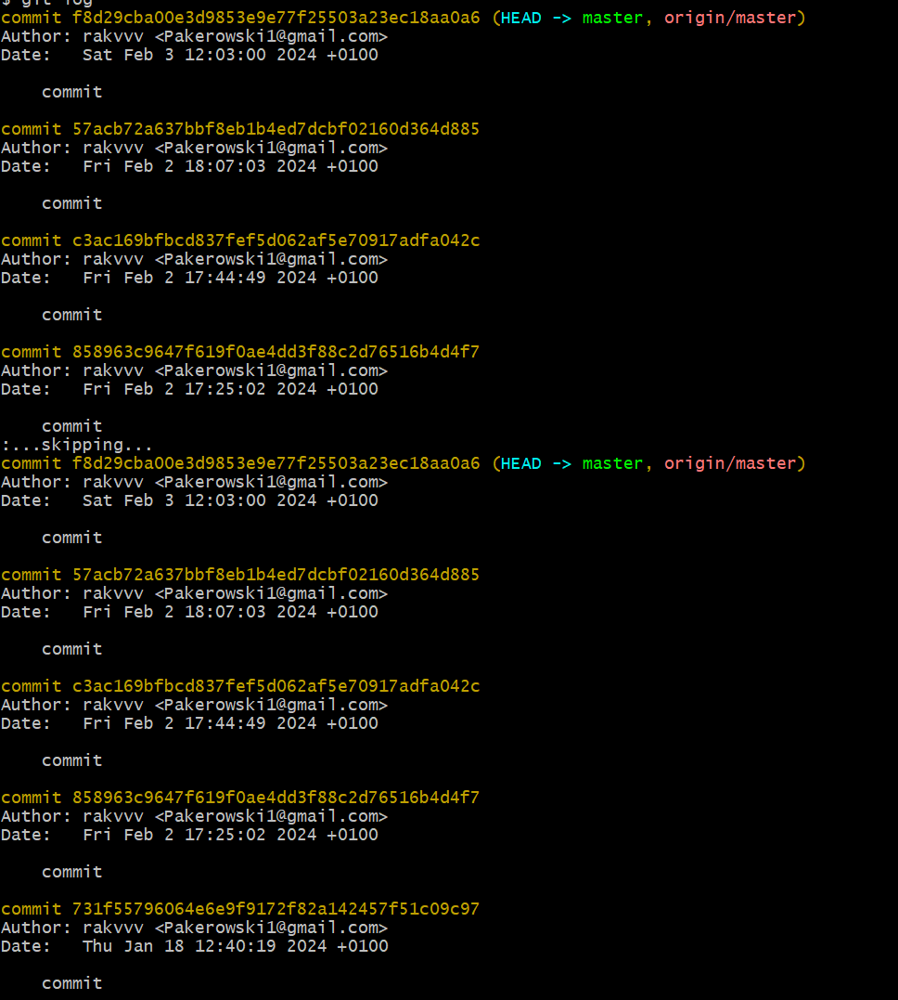 $ git log
commit f8d29cba00e3d9853e9e77f25503a23ec18aa0a6 (HEAD -> master, origin/master)
Author: rakvvv <Pakerowski1@gmail.com>
Date:   Sat Feb 3 12:03:00 2024 +0100
    commit
commit 57acb72a637bbf8eb1b4ed7dcbf02160d364d885
Author: rakvvv <Pakerowski1@gmail.com>
Date:   Fri Feb 2 18:07:03 2024 +0100
    commit
commit c3ac169bfbcd837fef5d062af5e70917adfa042c
Author: rakvvv <Pakerowski1@gmail.com>
Date:   Fri Feb 2 17:44:49 2024 +0100
    commit
commit 858963c9647f619f0ae4dd3f88c2d76516b4d4f7
Author: rakvvv <Pakerowski1@gmail.com>
Date:   Fri Feb 2 17:25:02 2024 +0100
    commit
:...skipping...
commit f8d29cba00e3d9853e9e77f25503a23ec18aa0a6 (HEAD -> master, origin/master)
Author: rakvvv <Pakerowski1@gmail.com>
Date:   Sat Feb 3 12:03:00 2024 +0100
    commit
commit 57acb72a637bbf8eb1b4ed7dcbf02160d364d885
Author: rakvvv <Pakerowski1@gmail.com>
Date:   Fri Feb 2 18:07:03 2024 +0100
    commit
commit c3ac169bfbcd837fef5d062af5e70917adfa042c
Author: rakvvv <Pakerowski1@gmail.com>
Date:   Fri Feb 2 17:44:49 2024 +0100
    commit
commit 858963c9647f619f0ae4dd3f88c2d76516b4d4f7
Author: rakvvv <Pakerowski1@gmail.com>
Date:   Fri Feb 2 17:25:02 2024 +0100
    commit
commit 731f55796064e6e9f9172f82a142457f51c09c97
Author: rakvvv <Pakerowski1@gmail.com>
Date:   Thu Jan 18 12:40:19 2024 +0100
    commit